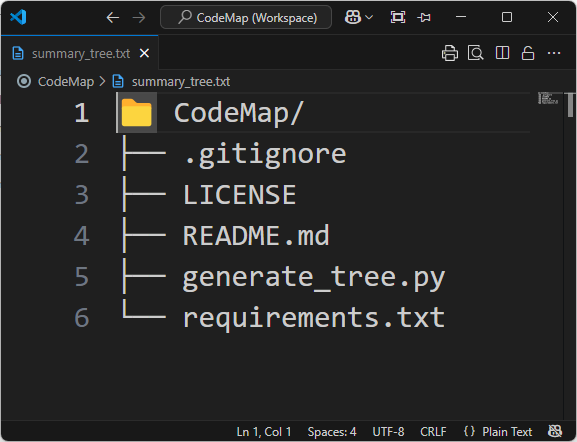 CodeMap (Workspace)
summary_tree.txt
CodeMap > summary_tree.txt
1 📁 CodeMap/
2 ├── .gitignore
3 ├── LICENSE
4 ├── README.md
5 ├── generate_tree.py
6 └── requirements.txt
Ln 1, Col 1 Spaces: 4 UTF-8 CRLF {} Plain Text